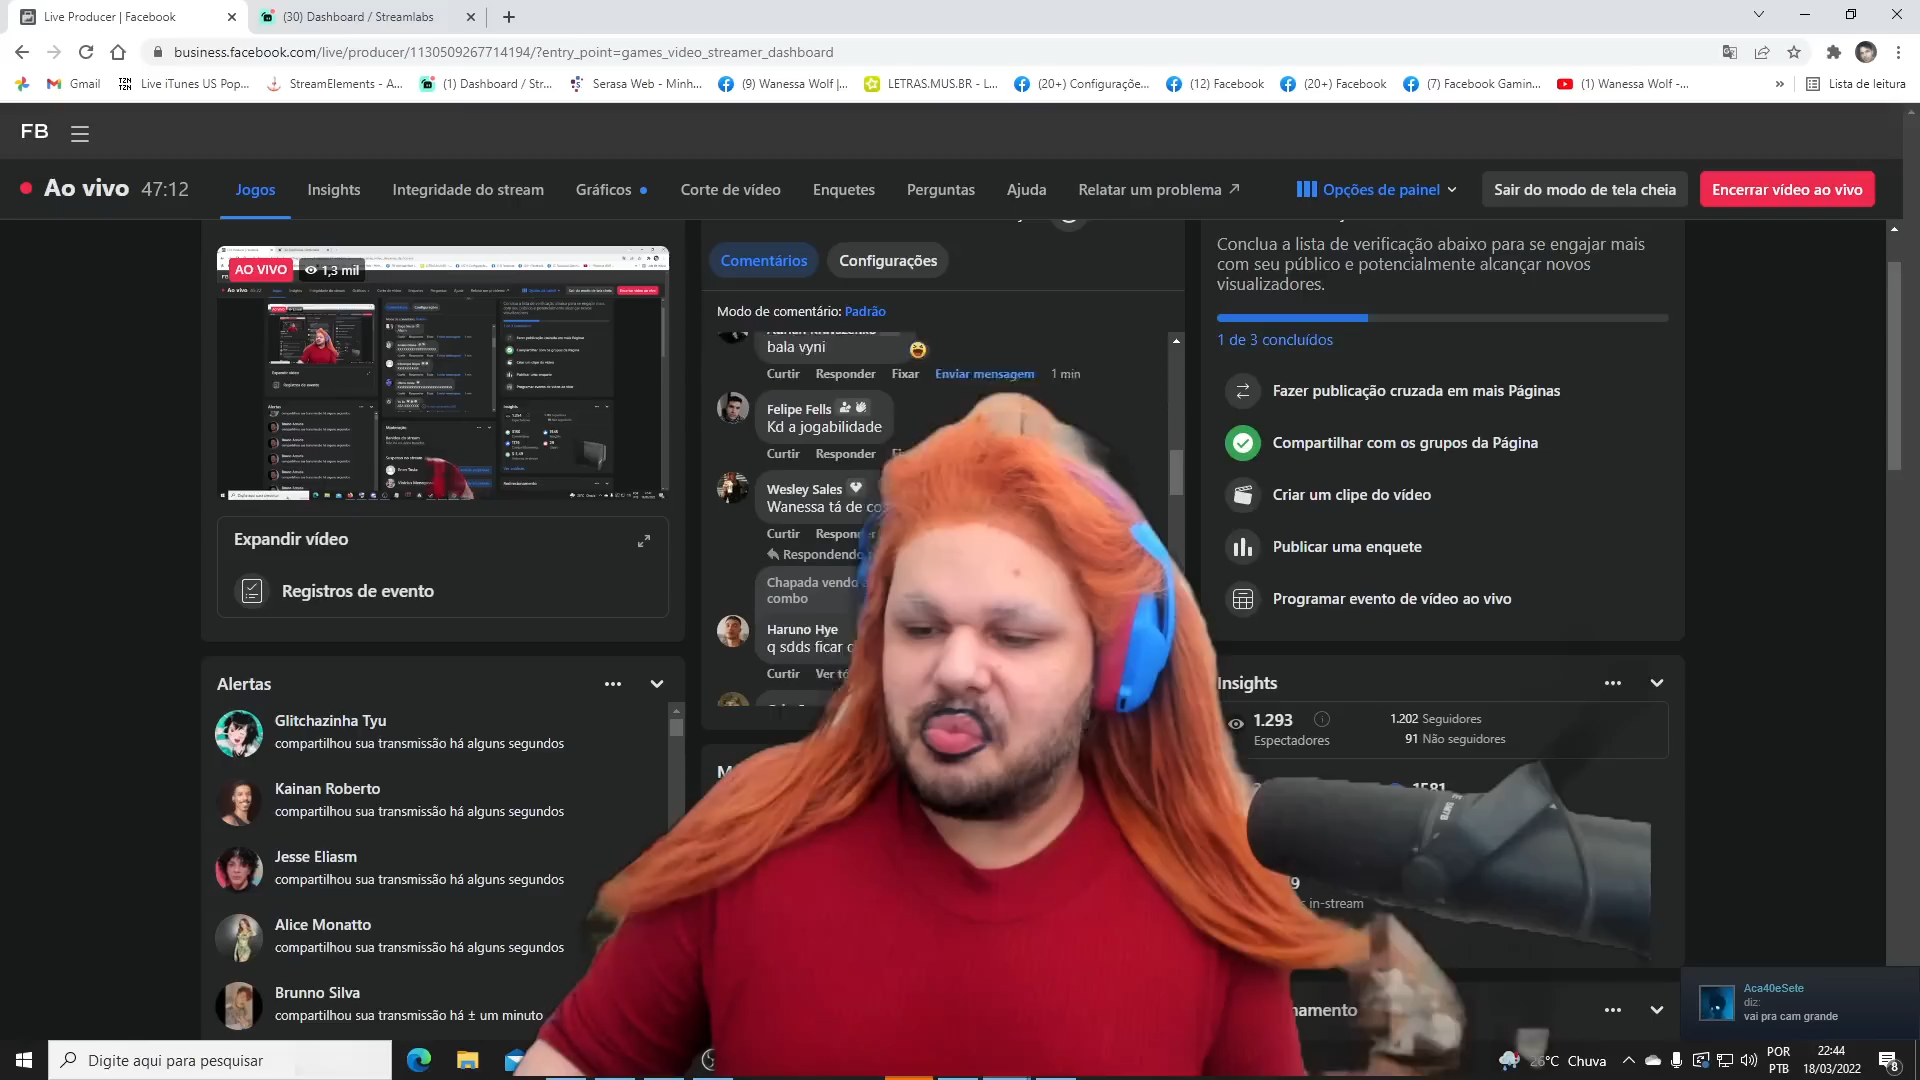 Live Producer | Facebook
(30) Dashboard / Streamlabs
business.facebook.com/live/producer/1130509267714194/?entry_point=games_video_streamer_dashboard
Gmail
Live iTunes US Pop...
StreamElements - A...
(1) Dashboard / Str...
Serasa Web - Minh...
(9) Wanessa Wolf |...
LETRAS.MUS.BR - L...
(20+) Configuraçõe...
(12) Facebook
(20+) Facebook
(7) Facebook Gamin...
(1) Wanessa Wolf -...
»
Lista de leitura
FB
Ao vivo 47:12
Jogos
Insights
Integridade do stream
Gráficos
Corte de vídeo
Enquetes
Perguntas
Ajuda
Relatar um problema
Opções de painel
Sair do modo de tela cheia
Encerrar vídeo ao vivo
AO VIVO
1,3 mil
Expandir vídeo
Registros de evento
Alertas
Glitchazinha Tyu
compartilhou sua transmissão há alguns segundos
Kainan Roberto
compartilhou sua transmissão há alguns segundos
Jesse Eliasm
compartilhou sua transmissão há alguns segundos
Alice Monatto
compartilhou sua transmissão há alguns segundos
Brunno Silva
compartilhou sua transmissão há ± um minuto
Comentários
Configurações
Modo de comentário: Padrão
bala vyni
Curtir Responder Fixar Enviar mensagem 1 min
Felipe Fells
Kd a jogabilidade
Curtir Responder
Wesley Sales
Wanessa tá de
Curtir
Respondendo
Chapada vendo
combo
Haruno Hye
q sdds ficar
Curtir Ver
Conclua a lista de verificação abaixo para se engajar mais
com seu público e potencialmente alcançar novos
visualizadores.
1 de 3 concluídos
Fazer publicação cruzada em mais Páginas
Compartilhar com os grupos da Página
Criar um clipe do vídeo
Publicar uma enquete
Programar evento de vídeo ao vivo
Insights
1.293
Espectadores
1.202 Seguidores
91 Não seguidores
1581
in-stream
Aca40eSete
diz:
vai pra cam grande
Digite aqui para pesquisar
26°C Chuva
POR
PTB
22:44
18/03/2022
8